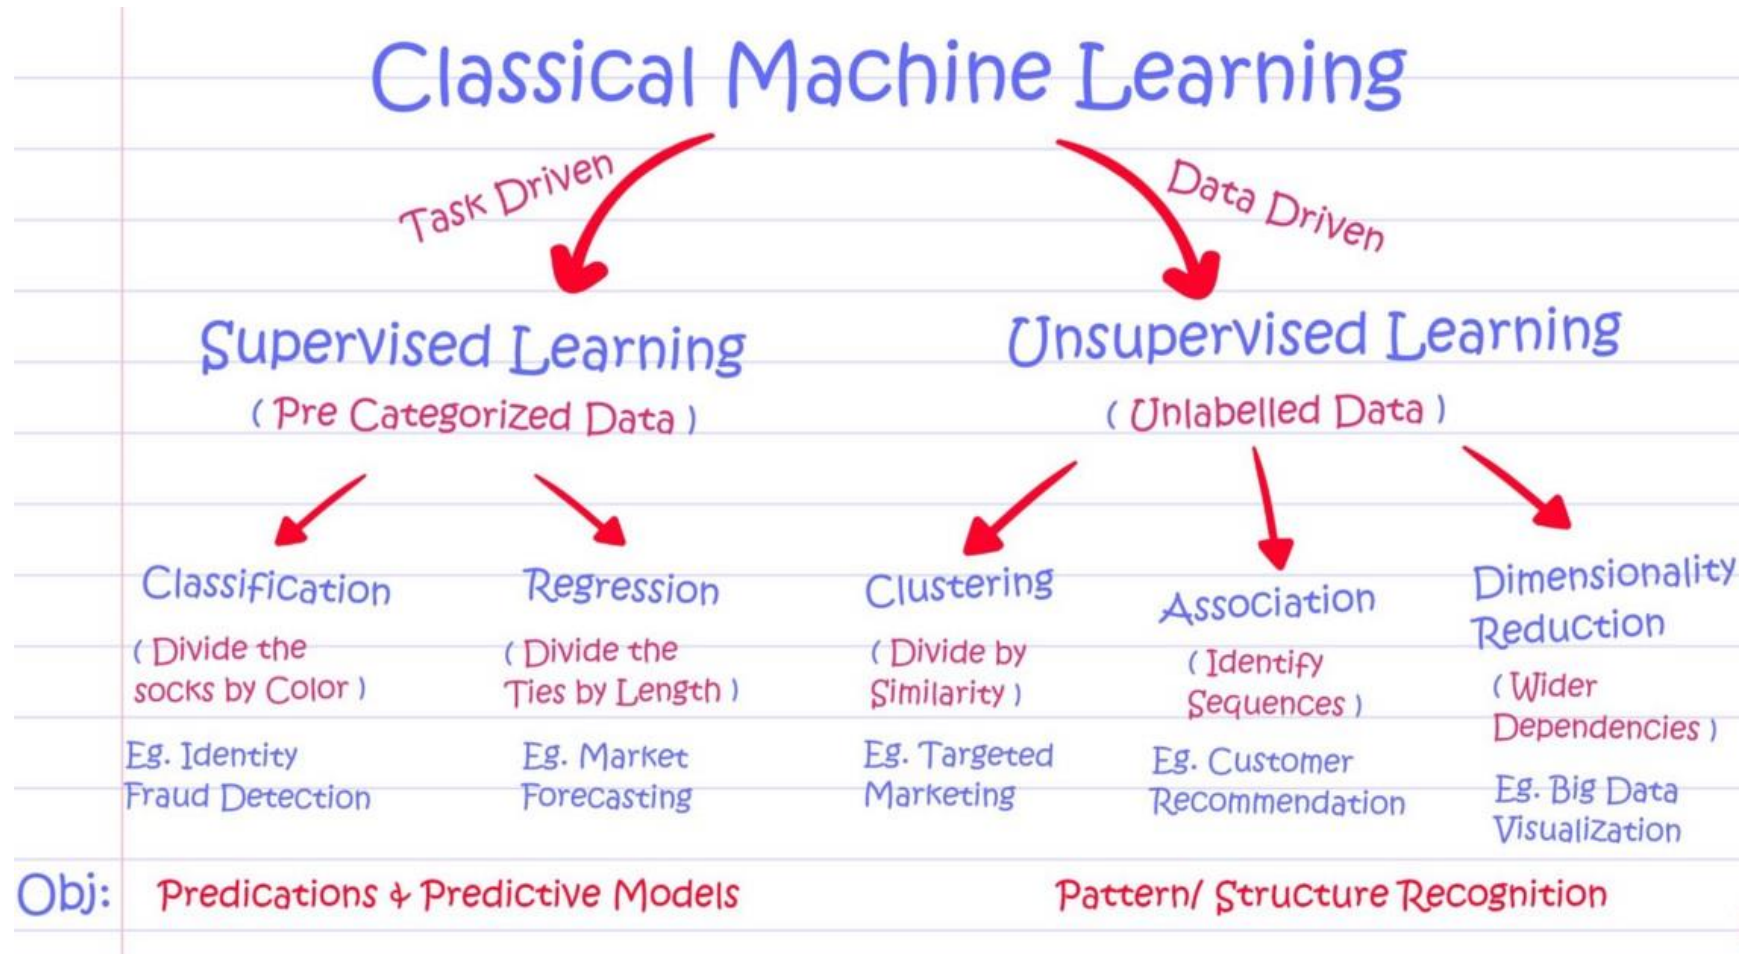 Classical Machine Learning
Task Driven
Data Driven
Supervised Learning
( Pre Categorized Data )
Unsupervised Learning
( Unlabelled Data )
Classification
( Divide the
socks by Color )
Eg. Identity
Fraud Detection
Regression
( Divide the
Ties by Length )
Eg. Market
Forecasting
Clustering
( Divide by
Similarity )
Eg. Targeted
Marketing
Association
( Identify
Sequences )
Eg. Customer
Recommendation
Dimensionality
Reduction
( Wider
Dependencies )
Eg. Big Data
Visualization
Obj: Predications & Predictive Models
Pattern/ Structure Recognition